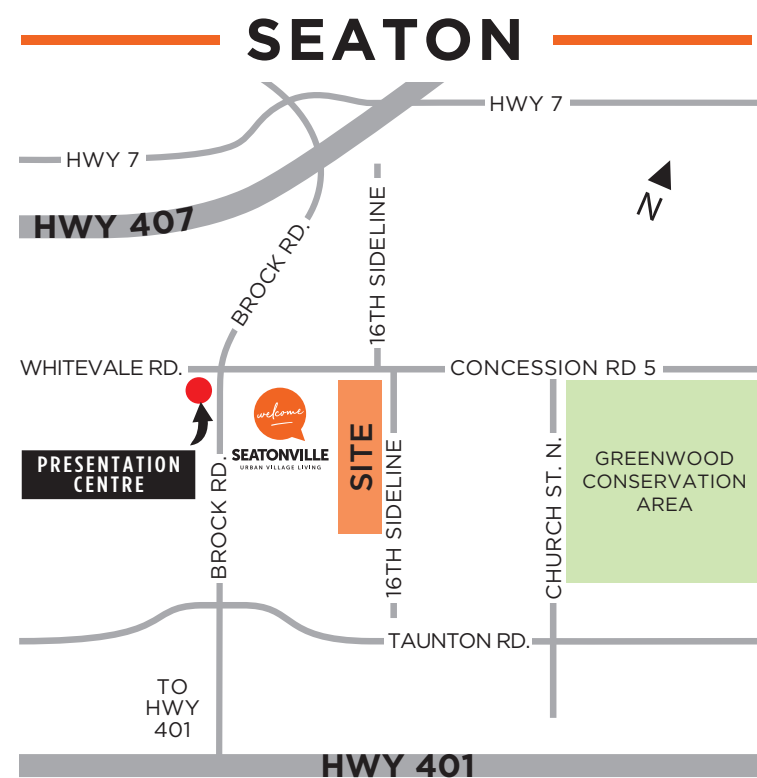 SEATON
HWY 7
HWY 7
N
HWY 407
BROCK RD.
16TH SIDELINE
WHITEVALE RD.
CONCESSION RD 5
welcome
SEATONVILLE
URBAN VILLAGE LIVING
PRESENTATION
CENTRE
BROCK RD.
SITE
16TH SIDELINE
CHURCH ST. N.
GREENWOOD
CONSERVATION
AREA
TAUNTON RD.
TO
HWY
401
HWY 401